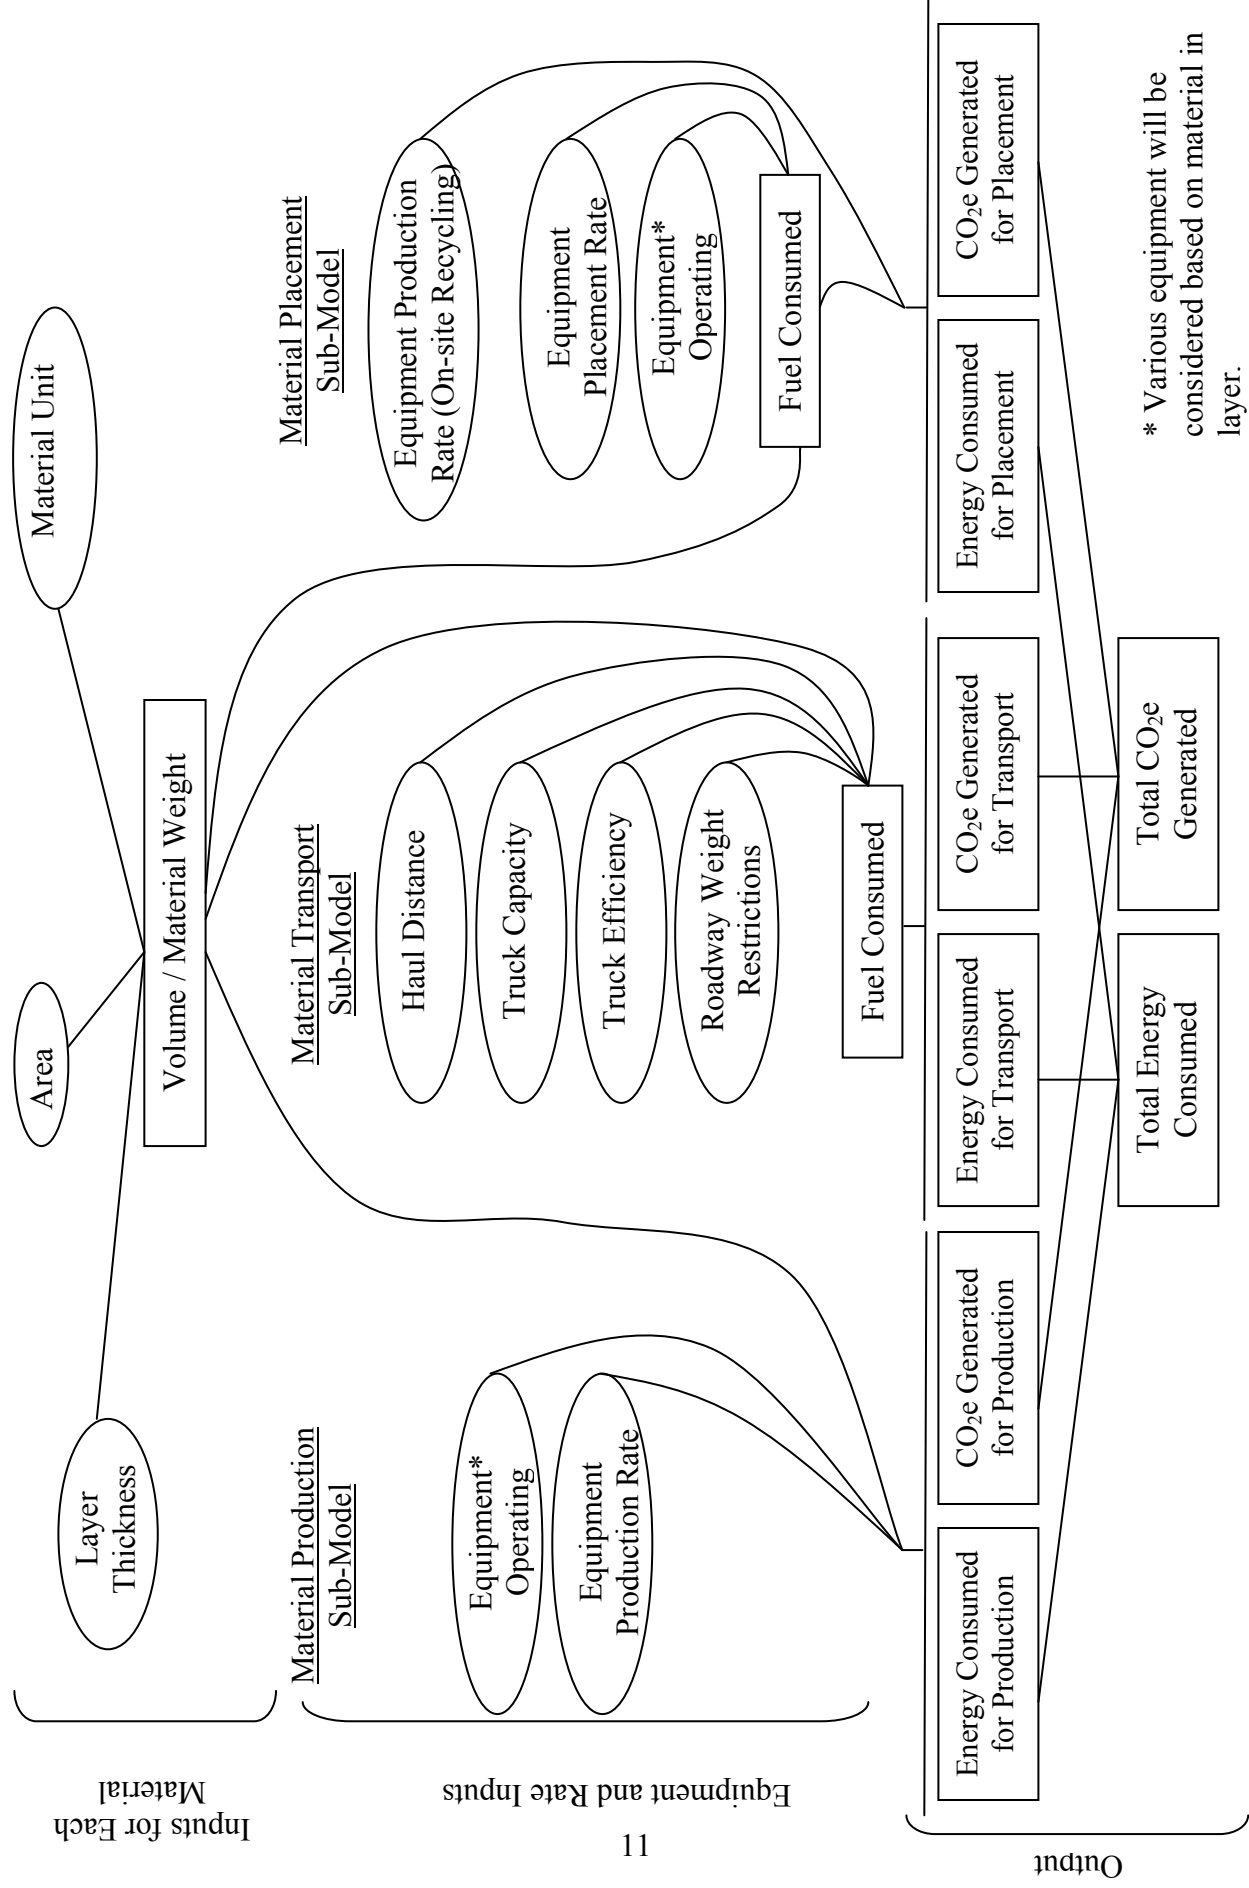 Inputs for Each
Material
Layer
Thickness
Area
Material Unit
Volume / Material Weight
Equipment and Rate Inputs
Material Production
Sub-Model
Equipment*
Operating
Equipment
Production Rate
Material Transport
Sub-Model
Haul Distance
Truck Capacity
Truck Efficiency
Roadway Weight
Restrictions
Fuel Consumed
Material Placement
Sub-Model
Equipment Production
Rate (On-site Recycling)
Equipment
Placement Rate
Equipment*
Operating
Fuel Consumed
Output
Energy Consumed
for Production
CO₂e Generated
for Production
Energy Consumed
for Transport
CO₂e Generated
for Transport
Energy Consumed
for Placement
CO₂e Generated
for Placement
Total Energy
Consumed
Total CO₂e
Generated
* Various equipment will be
considered based on material in
layer.
11